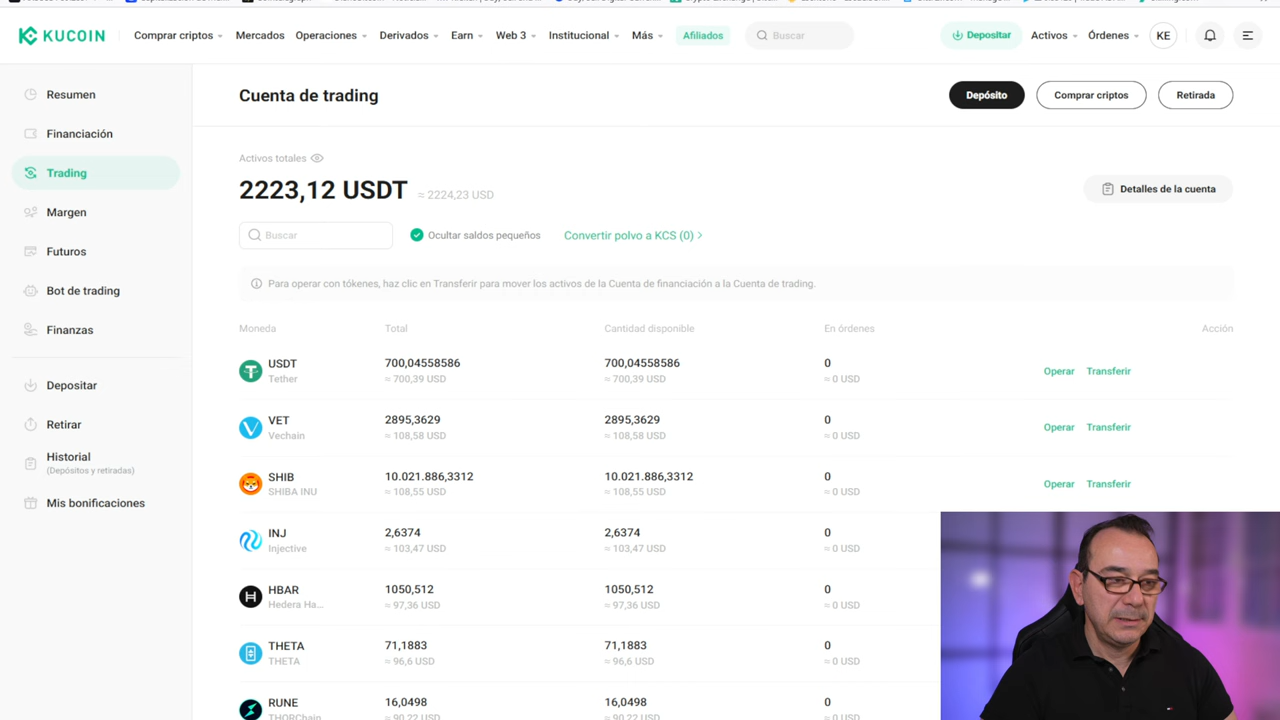 KUCOIN
Comprar criptos Mercados Operaciones Derivados Earn Web 3 Institucional Más Afiliados Buscar Depositar Activos Órdenes KE
Resumen
Financiación
Trading
Margen
Futuros
Bot de trading
Finanzas
Depositar
Retirar
Historial
(Depósitos y retiradas)
Mis bonificaciones
Cuenta de trading
Depósito Comprar criptos Retirada
Activos totales
2223,12 USDT ≈ 2224,23 USD
Detalles de la cuenta
Buscar Ocultar saldos pequeños Convertir polvo a KCS (0) >
Para operar con tókenes, haz clic en Transferir para mover los activos de la Cuenta de financiación a la Cuenta de trading.
Moneda Total Cantidad disponible En órdenes Acción
USDT 700,04558586 700,04558586 0
Tether ≈ 700,39 USD ≈ 700,39 USD ≈ 0 USD
Operar Transferir
VET 2895,3629 2895,3629 0
Vechain ≈ 108,58 USD ≈ 108,58 USD ≈ 0 USD
Operar Transferir
SHIB 10.021.886,3312 10.021.886,3312 0
SHIBA INU ≈ 108,55 USD ≈ 108,55 USD ≈ 0 USD
Operar Transferir
INJ 2,6374 2,6374 0
Injective ≈ 103,47 USD ≈ 103,47 USD ≈ 0 USD
HBAR 1050,512 1050,512 0
Hedera Ha... ≈ 97,36 USD ≈ 97,36 USD ≈ 0 USD
THETA 71,1883 71,1883 0
THETA ≈ 96,6 USD ≈ 96,6 USD ≈ 0 USD
RUNE 16,0498 16,0498 0
THORChain ≈ 90,22 USD ≈ 90,22 USD ≈ 0 USD